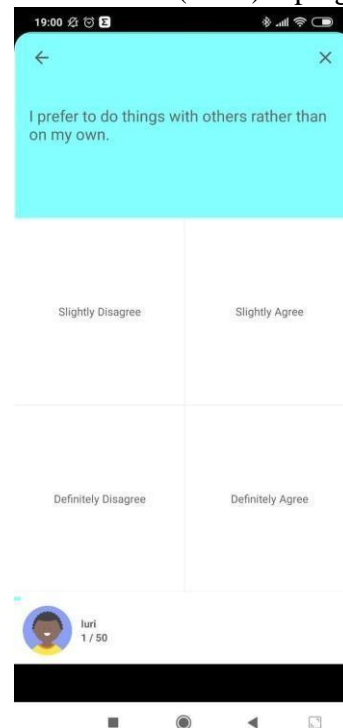 19:00 Σ
I prefer to do things with others rather than
on my own.
Slightly Disagree
Slightly Agree
Definitely Disagree
Definitely Agree
Iuri
1 / 50